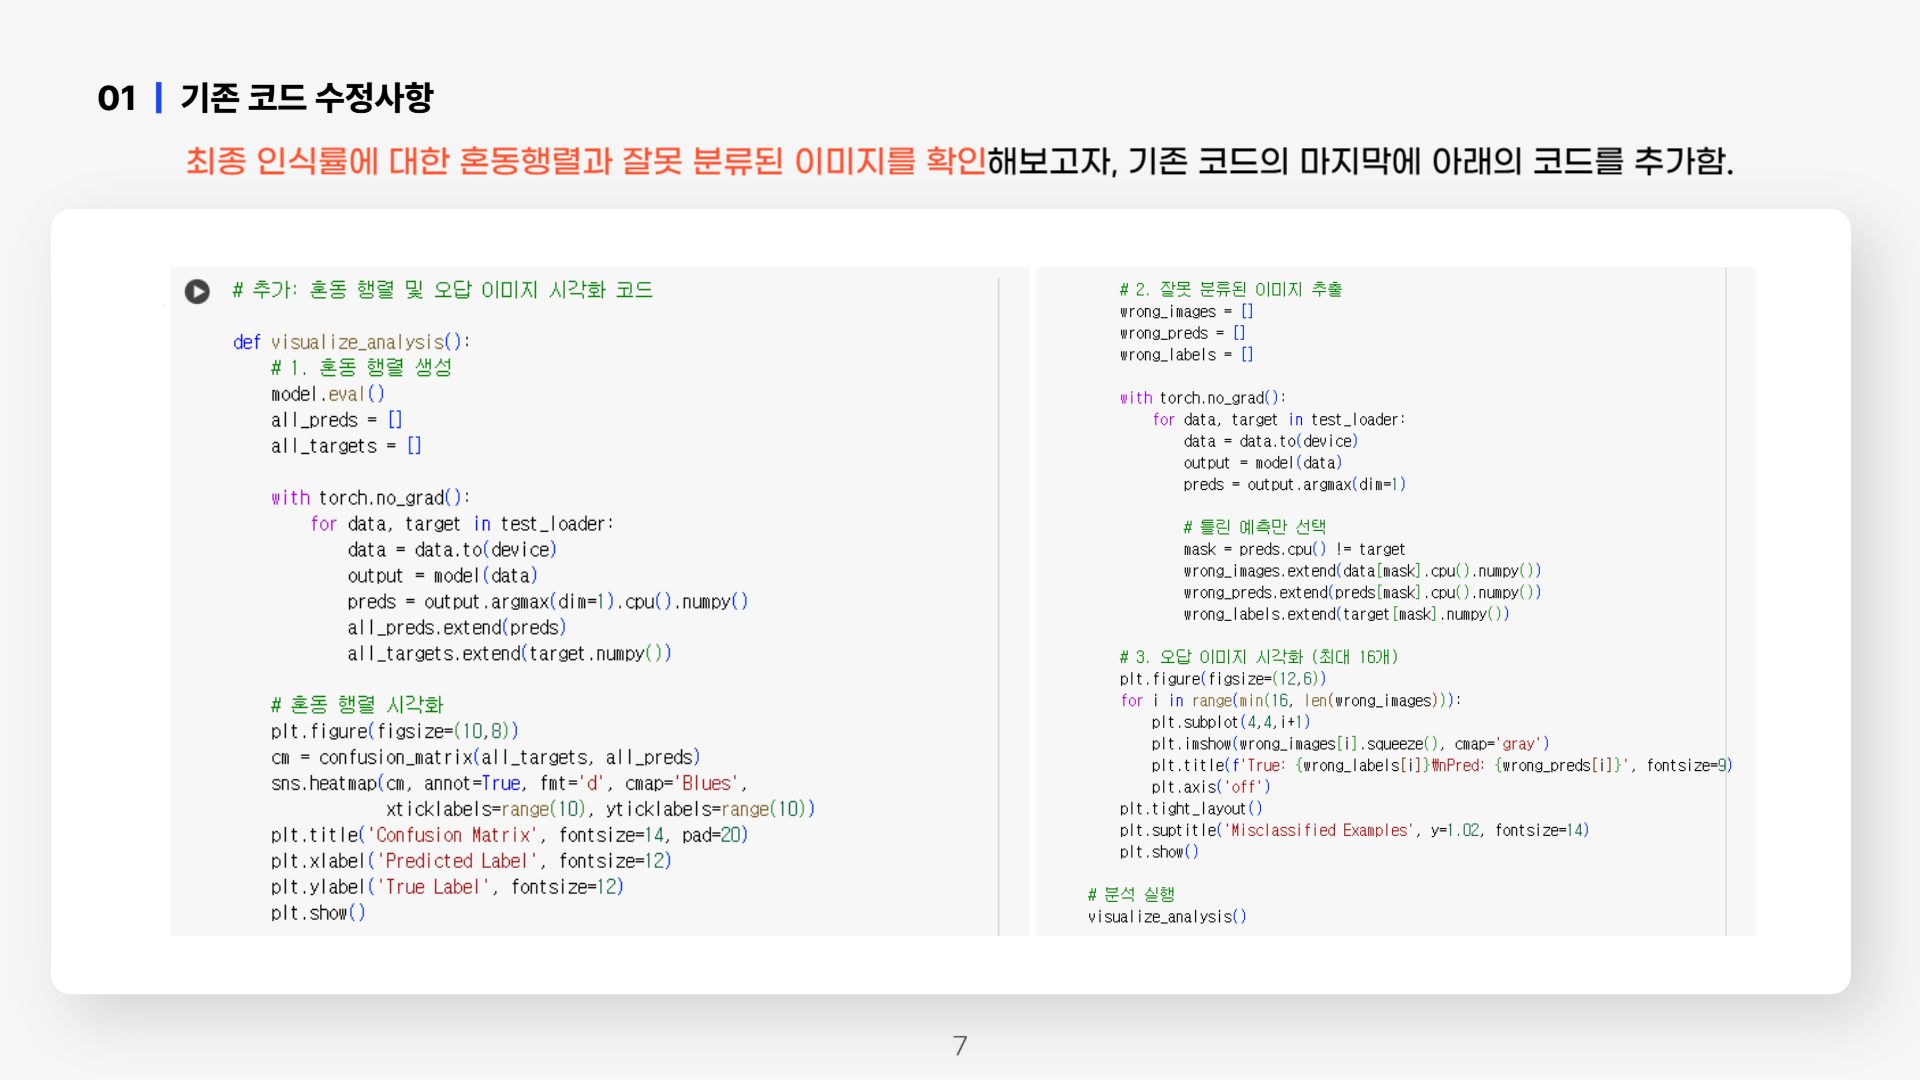 01 | 기존 코드 수정사항
최종 인식률에 대한 혼동행렬과 잘못 분류된 이미지를 확인해보고자, 기존 코드의 마지막에 아래의 코드를 추가함.
# 추가: 혼동 행렬 및 오답 이미지 시각화 코드
def visualize_analysis():
    # 1. 혼동 행렬 생성
    model.eval()
    all_preds = []
    all_targets = []
    with torch.no_grad():
        for data, target in test_loader:
            data = data.to(device)
            output = model(data)
            preds = output.argmax(dim=1).cpu().numpy()
            all_preds.extend(preds)
            all_targets.extend(target.numpy())
    # 혼동 행렬 시각화
    plt.figure(figsize=(10,8))
    cm = confusion_matrix(all_targets, all_preds)
    sns.heatmap(cm, annot=True, fmt='d', cmap='Blues',
                xticklabels=range(10), yticklabels=range(10))
    plt.title('Confusion Matrix', fontsize=14, pad=20)
    plt.xlabel('Predicted Label', fontsize=12)
    plt.ylabel('True Label', fontsize=12)
    plt.show()
    # 2. 잘못 분류된 이미지 추출
    wrong_images = []
    wrong_preds = []
    wrong_labels = []
    with torch.no_grad():
        for data, target in test_loader:
            data = data.to(device)
            output = model(data)
            preds = output.argmax(dim=1)
            # 틀린 예측만 선택
            mask = preds.cpu() != target
            wrong_images.extend(data[mask].cpu().numpy())
            wrong_preds.extend(preds[mask].cpu().numpy())
            wrong_labels.extend(target[mask].numpy())
    # 3. 오답 이미지 시각화 (최대 16개)
    plt.figure(figsize=(12,6))
    for i in range(min(16, len(wrong_images))):
        plt.subplot(4,4,i+1)
        plt.imshow(wrong_images[i].squeeze(), cmap='gray')
        plt.title(f'True: {wrong_labels[i]}₩nPred: {wrong_preds[i]}', fontsize=9)
        plt.axis('off')
    plt.tight_layout()
    plt.suptitle('Misclassified Examples', y=1.02, fontsize=14)
    plt.show()
# 분석 실행
visualize_analysis()
7